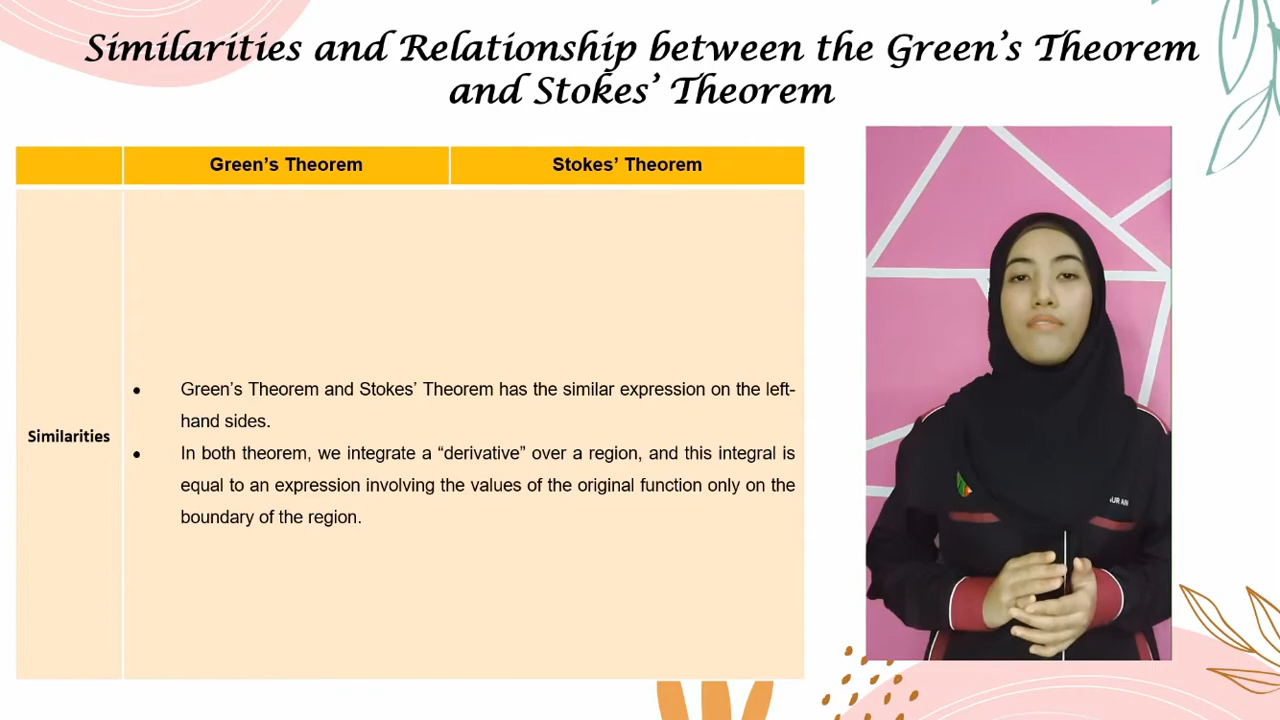 Similarities and Relationship between the Green's Theorem
and Stokes' Theorem
Green's Theorem
Stokes' Theorem
Similarities
• Green's Theorem and Stokes' Theorem has the similar expression on the left-
hand sides.
• In both theorem, we integrate a “derivative” over a region, and this integral is
equal to an expression involving the values of the original function only on the
boundary of the region.